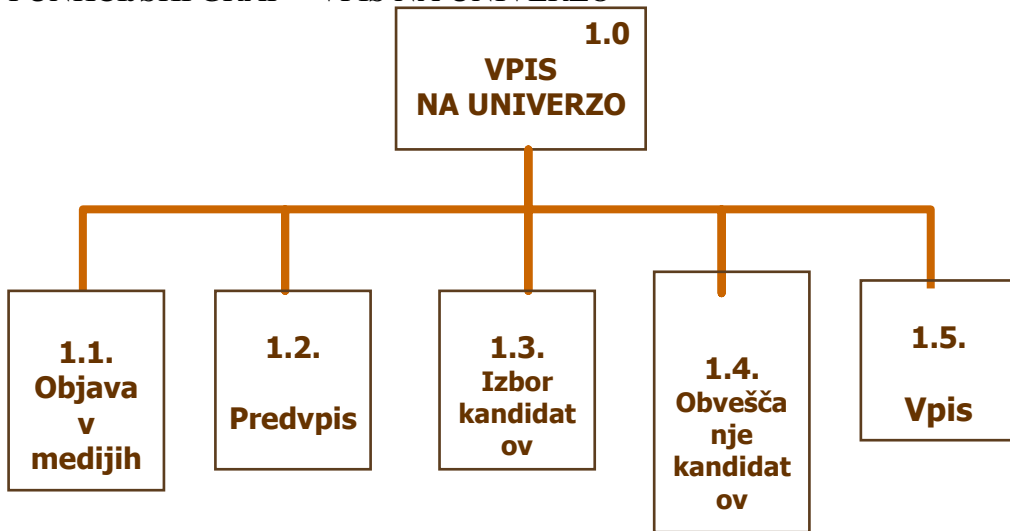 1.0
VPIS
NA UNIVERZO
1.1.
Objava
v
medijih
1.2.
Predvpis
1.3.
Izbor
kandidat
ov
1.4.
Obvešča
nje
kandidat
ov
1.5.
Vpis